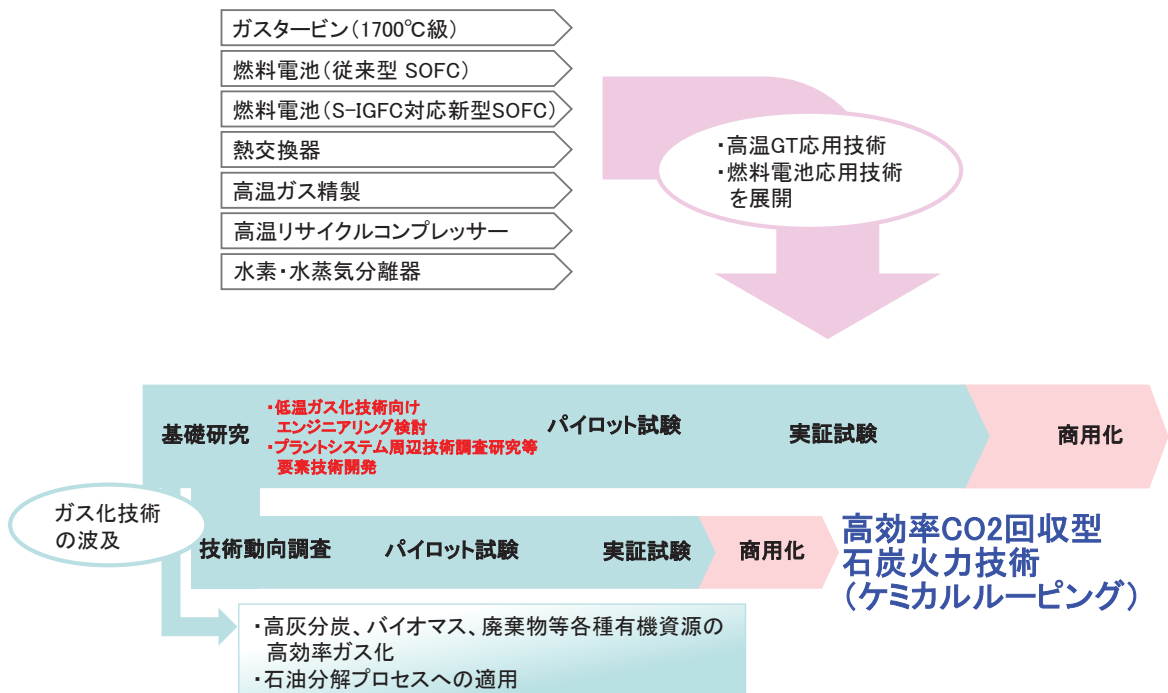 ガスタービン（1700℃級）
燃料電池（従来型 SOFC）
燃料電池（S-IGFC対応新型SOFC）
熱交換器
高温ガス精製
高温リサイクルコンプレッサー
水素・水蒸気分離器
・高温GT応用技術
・燃料電池応用技術
を展開
基礎研究
・低温ガス化技術向け
エンジニアリング検討
・プラントシステム周辺技術調査研究等
要素技術開発
パイロット試験
実証試験
商用化
ガス化技術
の波及
技術動向調査
パイロット試験
実証試験
商用化
高効率CO2回収型
石炭火力技術
（ケミカルルーピング）
・高灰分炭、バイオマス、廃棄物等各種有機資源の
高効率ガス化
・石油分解プロセスへの適用